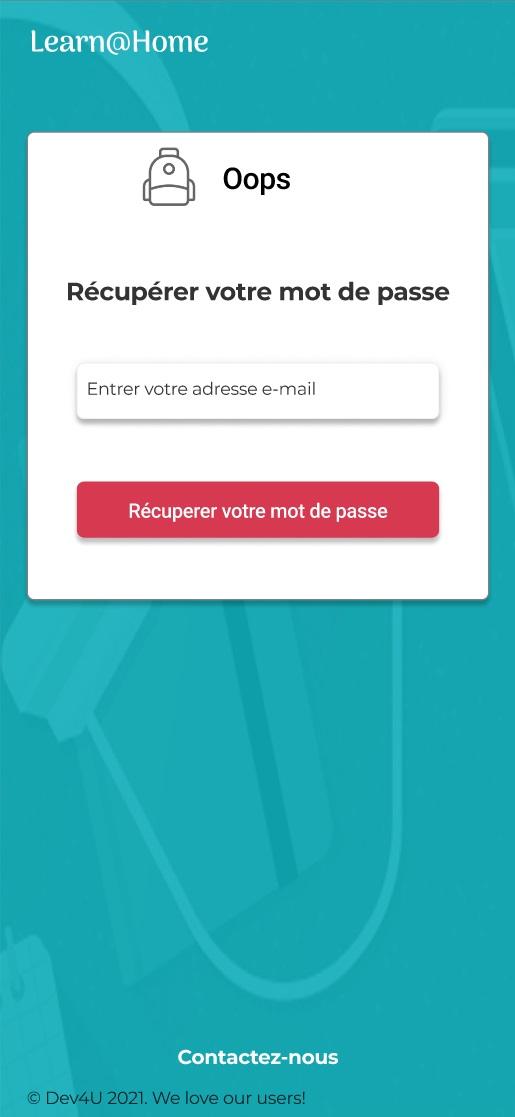 Learn@Home
Oops
Récupérer votre mot de passe
Entrer votre adresse e-mail
Récuperer votre mot de passe
Contactez-nous
© Dev4U 2021. We love our users!